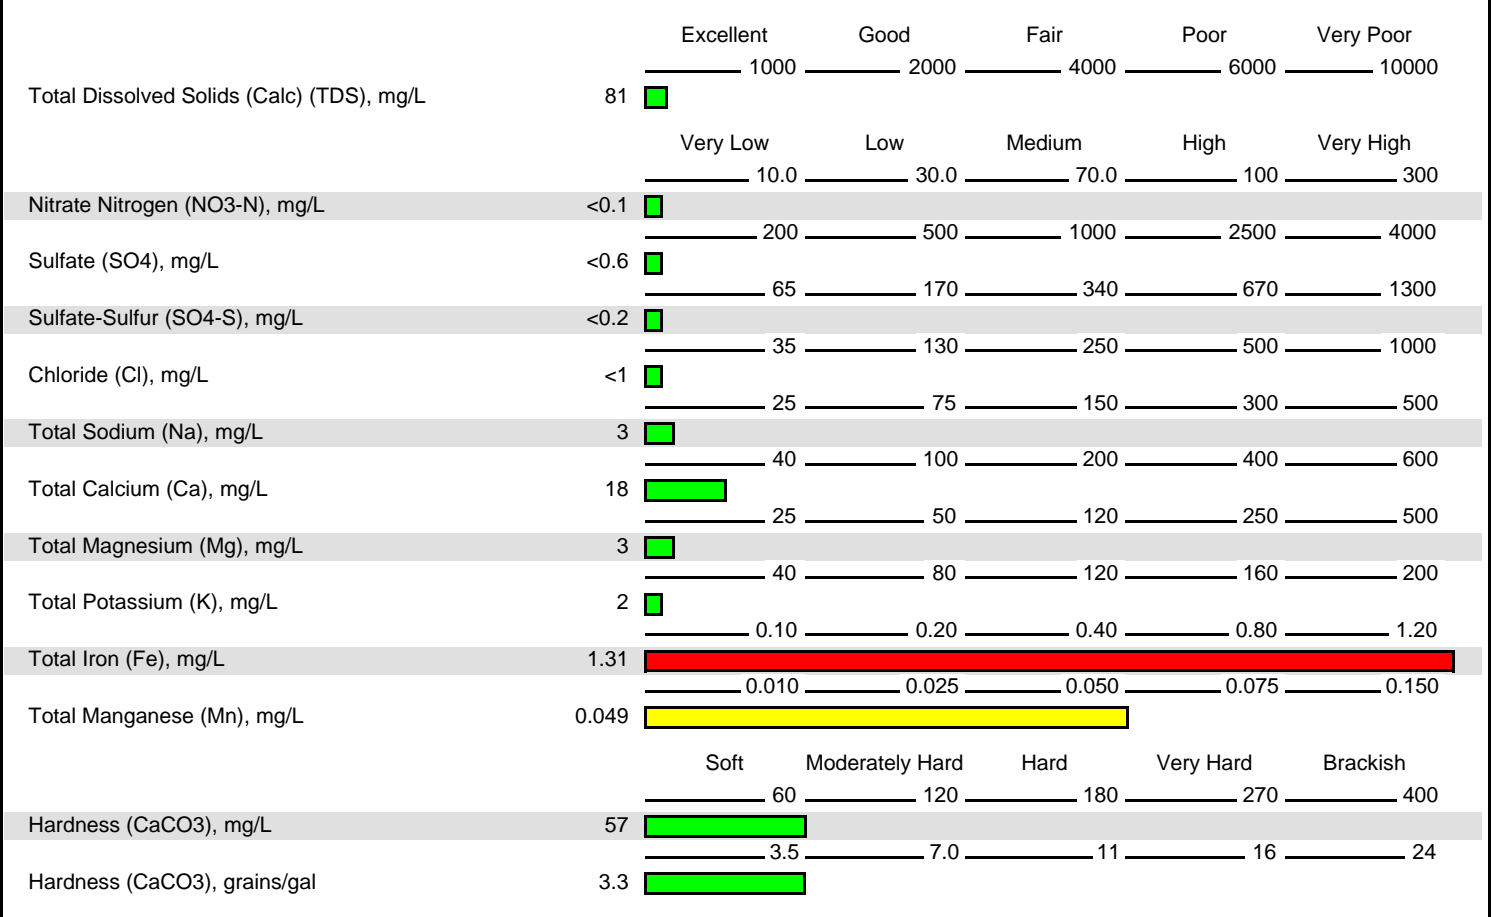 Excellent Good Fair Poor Very Poor
1000 2000 4000 6000 10000
Total Dissolved Solids (Calc) (TDS), mg/L 81
Very Low Low Medium High Very High
10.0 30.0 70.0 100 300
Nitrate Nitrogen (NO3-N), mg/L <0.1
200 500 1000 2500 4000
Sulfate (SO4), mg/L <0.6
65 170 340 670 1300
Sulfate-Sulfur (SO4-S), mg/L <0.2
35 130 250 500 1000
Chloride (Cl), mg/L <1
25 75 150 300 500
Total Sodium (Na), mg/L 3
40 100 200 400 600
Total Calcium (Ca), mg/L 18
25 50 120 250 500
Total Magnesium (Mg), mg/L 3
40 80 120 160 200
Total Potassium (K), mg/L 2
0.10 0.20 0.40 0.80 1.20
Total Iron (Fe), mg/L 1.31
0.010 0.025 0.050 0.075 0.150
Total Manganese (Mn), mg/L 0.049
Soft Moderately Hard Hard Very Hard Brackish
60 120 180 270 400
Hardness (CaCO3), mg/L 57
3.5 7.0 11 16 24
Hardness (CaCO3), grains/gal 3.3